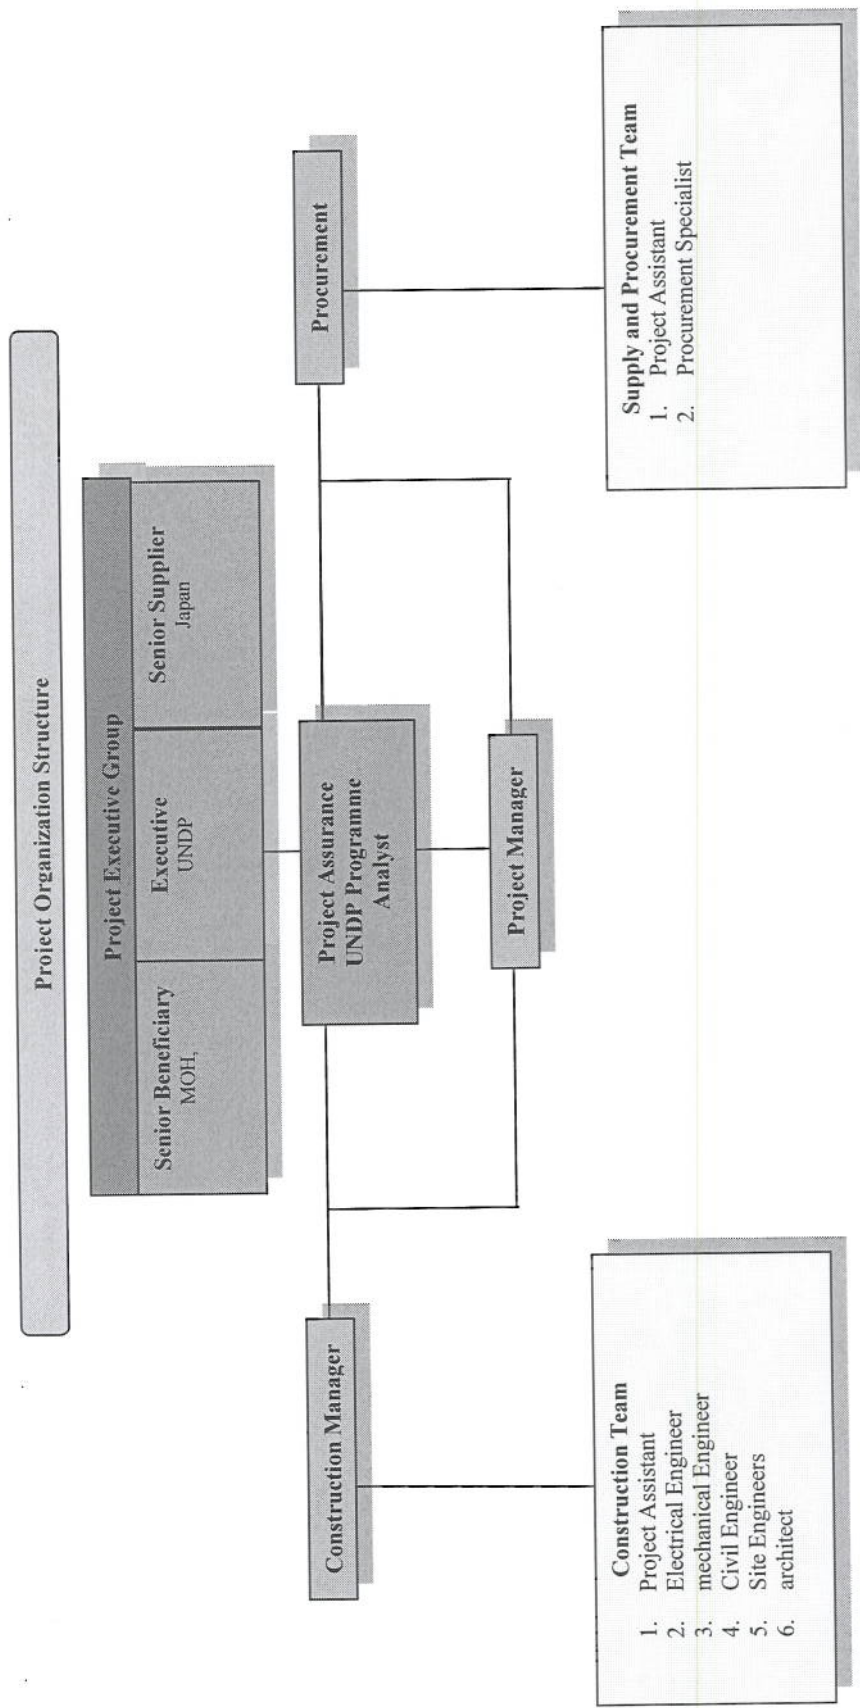 Project Organization Structure
Project Executive Group
Senior Beneficiary
MOH,
Executive
UNDP
Senior Supplier
Japan
Construction Manager
Project Assurance
UNDP Programme
Analyst
Procurement
Project Manager
Construction Team
1. Project Assistant
2. Electrical Engineer
3. mechanical Engineer
4. Civil Engineer
5. Site Engineers
6. architect
Supply and Procurement Team
1. Project Assistant
2. Procurement Specialist